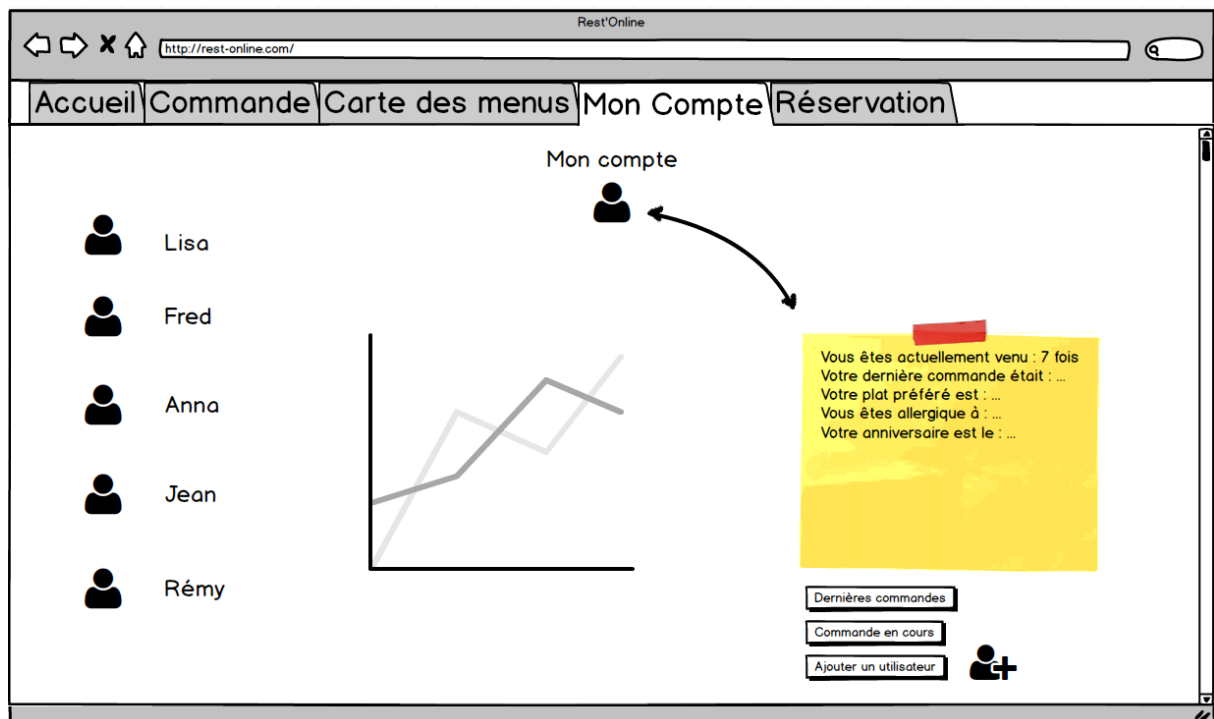 Rest'Online
http://rest-online.com/
Accueil
Commande
Carte des menus
Mon Compte
Réservation
Mon compte
Lisa
Fred
Anna
Jean
Rémy
Vous êtes actuellement venu : 7 fois
Votre dernière commande était : ...
Votre plat préféré est : ...
Vous êtes allergique à : ...
Votre anniversaire est le : ...
Dernières commandes
Commande en cours
Ajouter un utilisateur